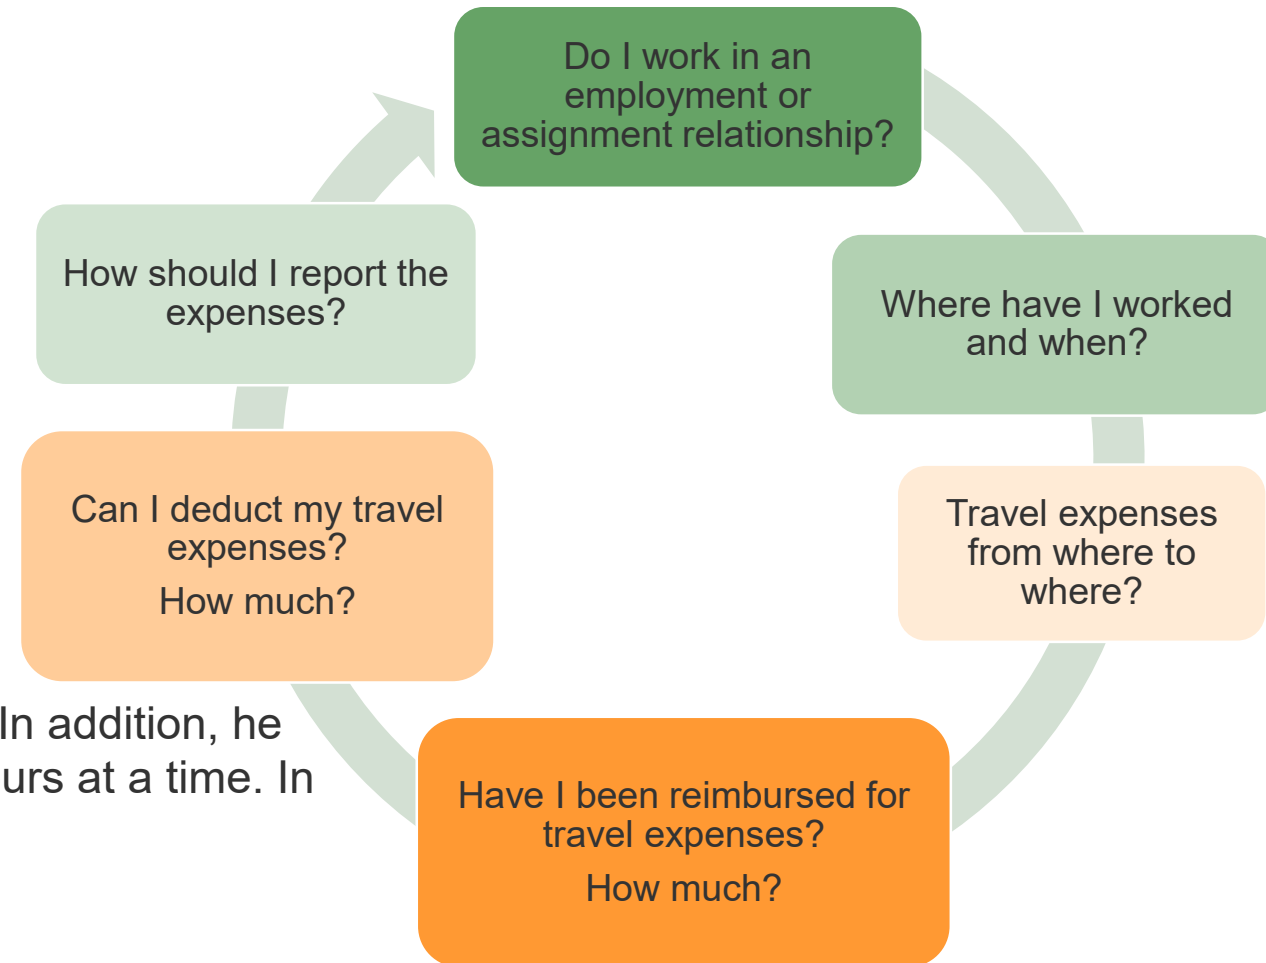 Do I work in an
employment or
assignment relationship?
Where have I worked
and when?
Travel expenses
from where to
where?
Have I been reimbursed for
travel expenses?
How much?
Can I deduct my travel
expenses?
How much?
How should I report the
expenses?
In addition, he
urs at a time. In